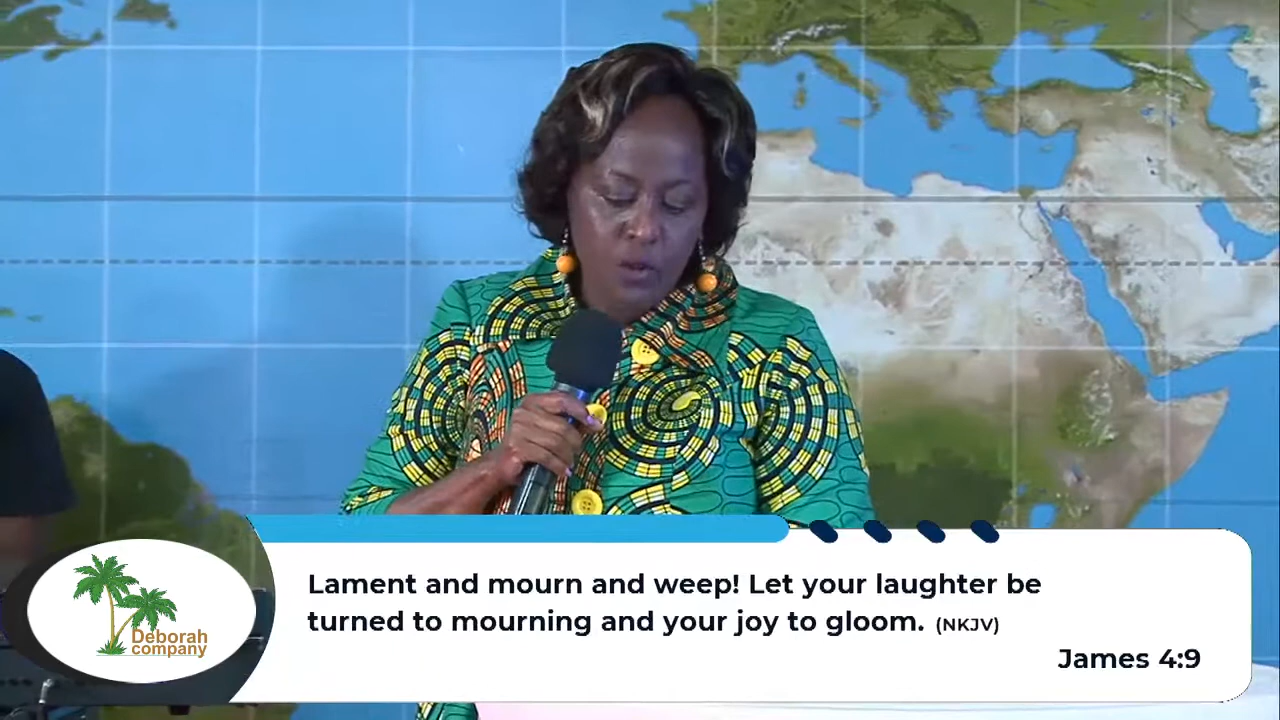 Lament and mourn and weep! Let your laughter be
turned to mourning and your joy to gloom. (NKJV)
James 4:9
Deborah
company